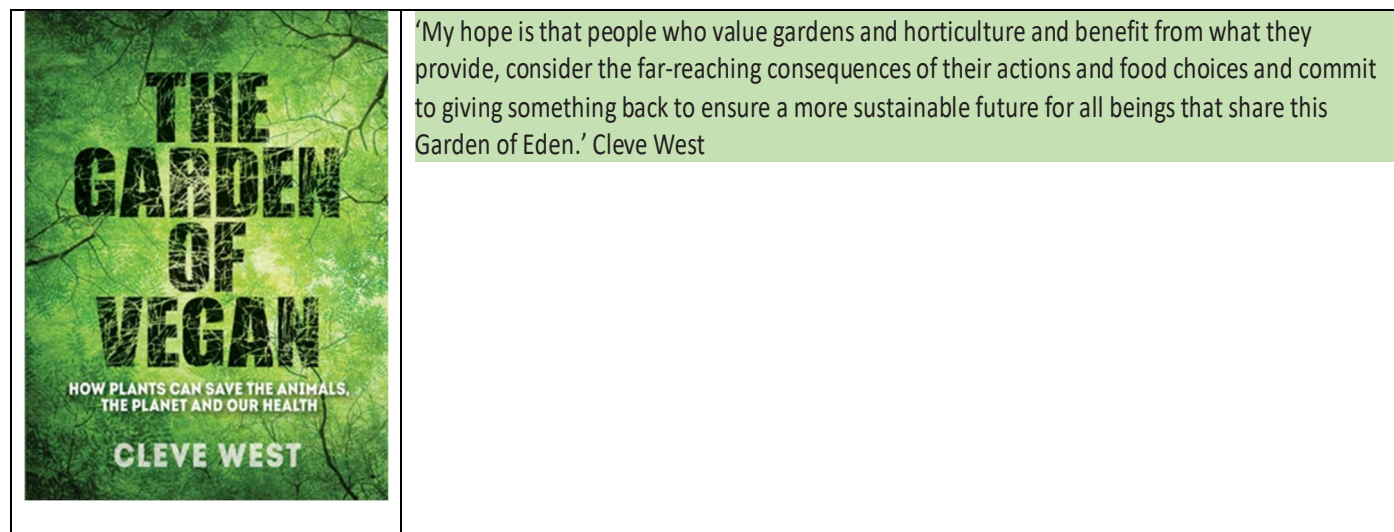 THE
GARDEN
OF
VEGAN
HOW PLANTS CAN SAVE THE ANIMALS,
THE PLANET AND OUR HEALTH
CLEVE WEST
‘My hope is that people who value gardens and horticulture and benefit from what they
provide, consider the far-reaching consequences of their actions and food choices and commit
to giving something back to ensure a more sustainable future for all beings that share this
Garden of Eden.’ Cleve West